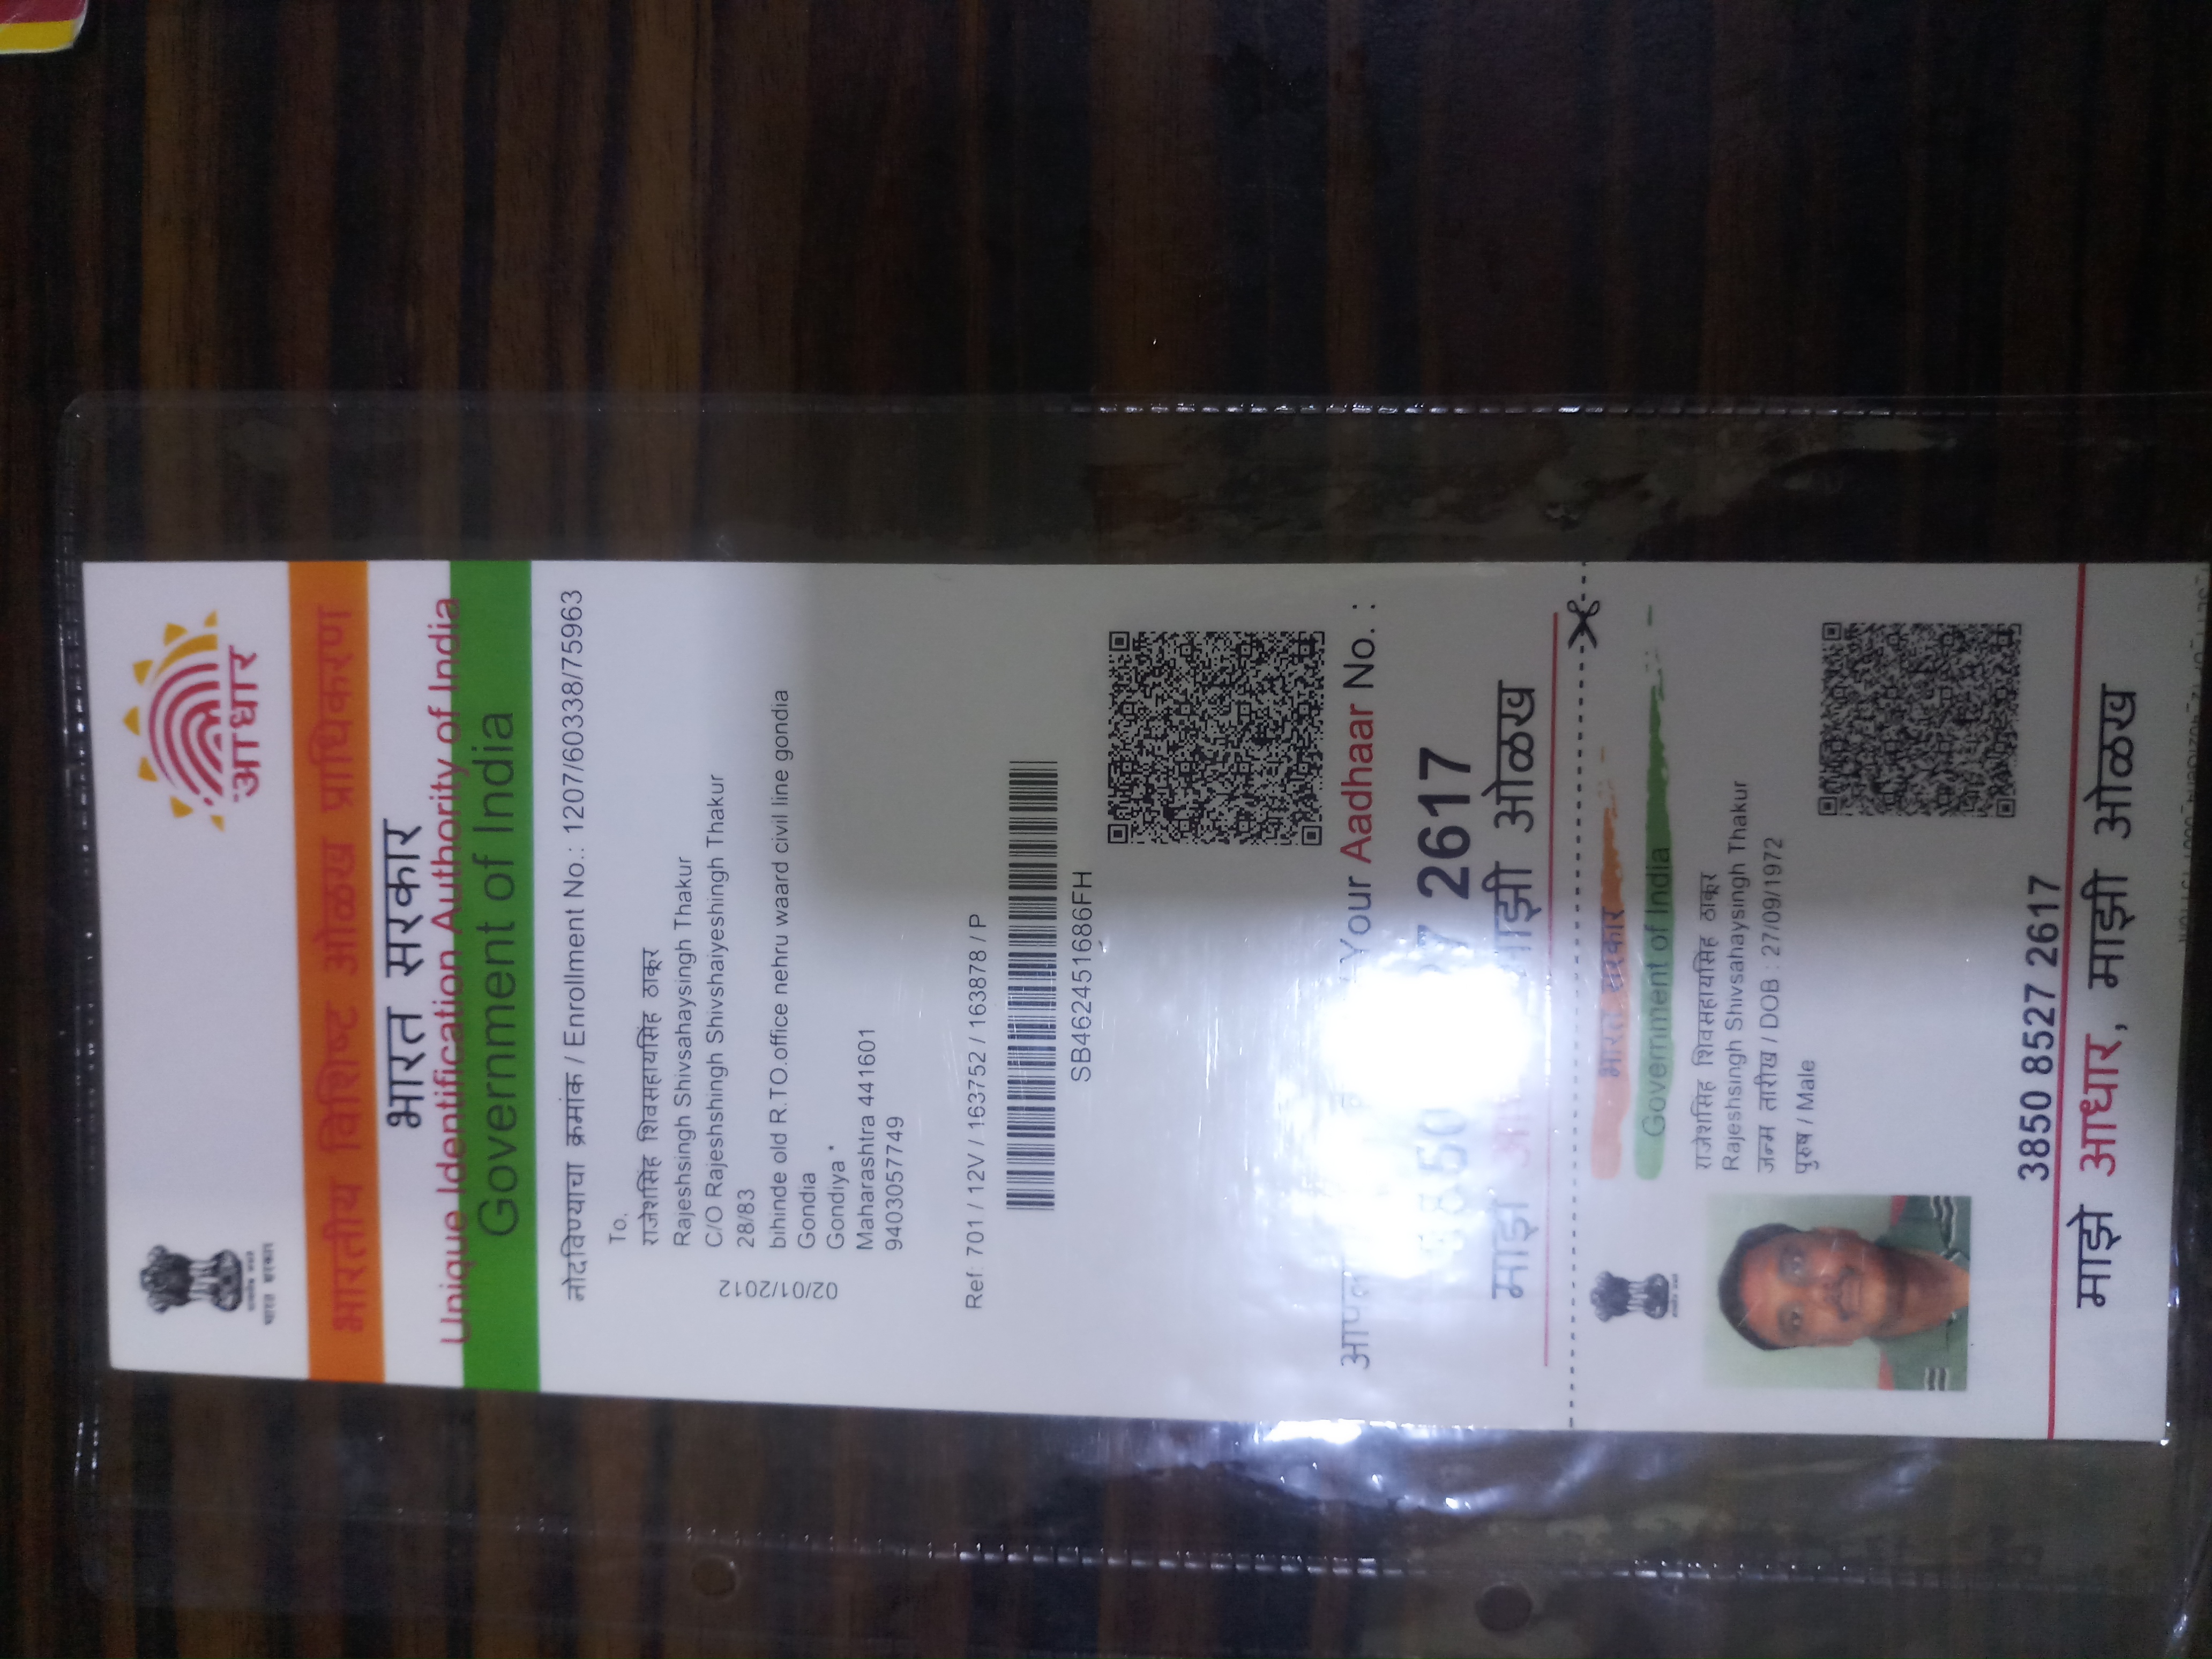 भारत सरकार
आधार
भारतीय विशिष्ट ओळख प्राधिकरण
भारत सरकार
Unique Identification Authority of India
Government of India
नोदविण्याचा क्रमांक / Enrollment No.: 1207/60338/75963
To,
राजेशसिंह शिवसहायसिंह ठाकूर
Rajeshsingh Shivsahaysingh Thakur
C/O Rajeshshingh Shivshaiyeshingh Thakur
28/83
bihinde old R.TO.office nehru waard civil line gondia
Gondia
Gondiya *
Maharashtra 441601
9403057749
02/01/2012
Ref: 701 / 12V / 163752 / 163878 / P
SB462451686FH
Your Aadhaar No. :
2617
माझे माझी ओळख
भारत सरकार
Government of India
राजेशसिंह शिवसहायसिंह ठाकूर
Rajeshsingh Shivsahaysingh Thakur
जन्म तारीख / DOB : 27/09/1972
पुरुष / Male
3850 8527 2617
माझे आधार, माझी ओळख